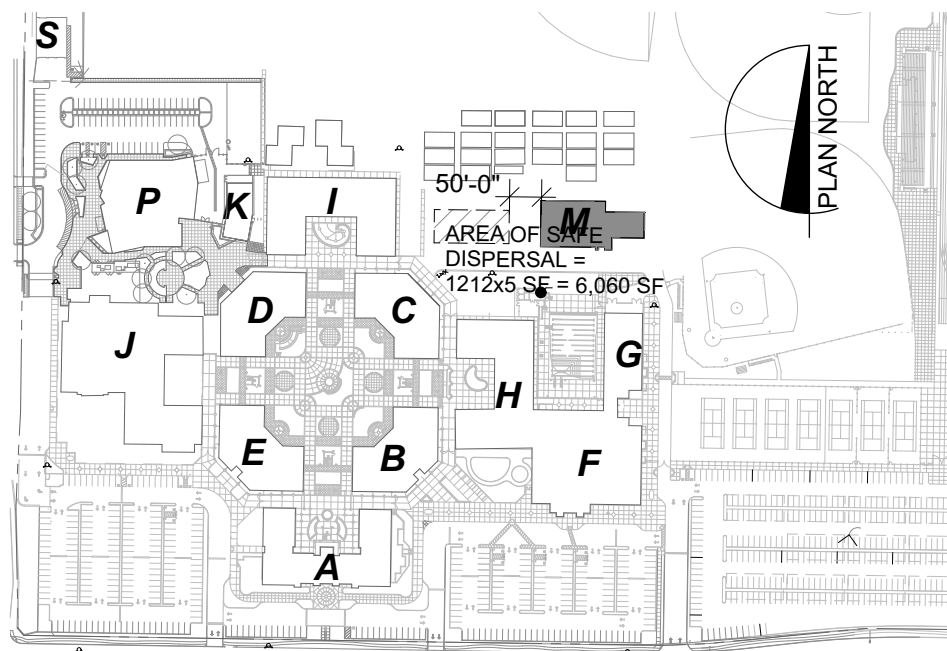 S
PLAN NORTH
50'-0"
P
K
I
M
AREA OF SAFE
DISPERSAL =
1212x5 SF = 6,060 SF
D
C
J
G
H
E
B
F
A